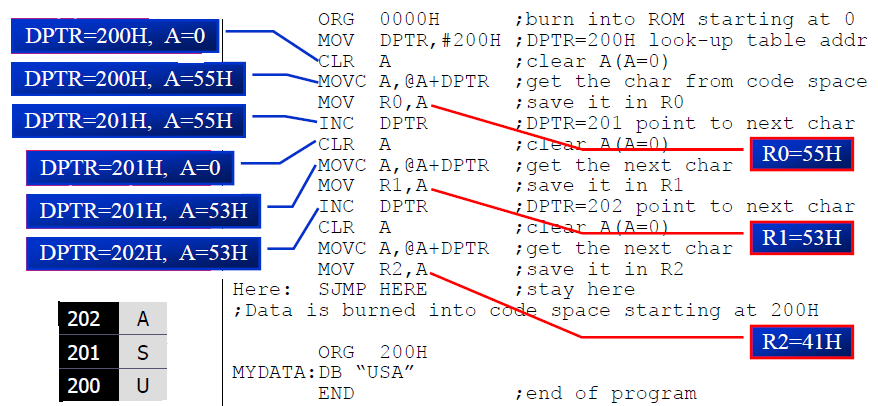 ORG 0000H ;burn into ROM starting at 0
DPTR=200H, A=0
MOV DPTR,#200H ;DPTR=200H look-up table addr
CLR A ;clear A(A=0)
DPTR=200H, A=55H
MOVC A,@A+DPTR ;get the char from code space
MOV R0,A ;save it in R0
DPTR=201H, A=55H
INC DPTR ;DPTR=201 point to next char
CLR A ;clear A(A=0)
R0=55H
DPTR=201H, A=0
MOVC A,@A+DPTR ;get the next char
MOV R1,A ;save it in R1
DPTR=201H, A=53H
INC DPTR ;DPTR=202 point to next char
CLR A ;clear A(A=0)
R1=53H
DPTR=202H, A=53H
MOVC A,@A+DPTR ;get the next char
MOV R2,A ;save it in R2
Here: SJMP HERE ;stay here
;Data is burned into code space starting at 200H
202 A
201 S
200 U
R2=41H
ORG 200H
MYDATA:DB “USA”
END ;end of program